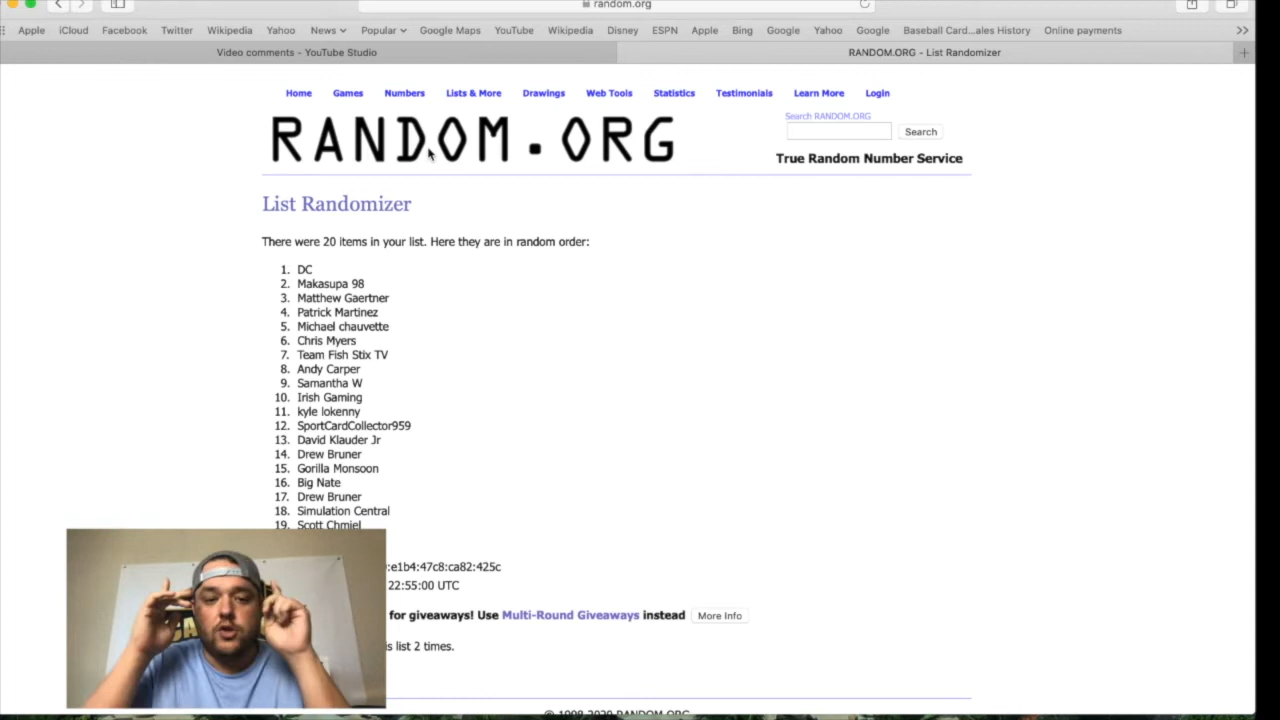 random.org
Apple iCloud Facebook Twitter Wikipedia Yahoo News Popular Google Maps YouTube Wikipedia Disney ESPN Apple Bing Google Yahoo Google Baseball Card...ales History Online payments
Video comments - YouTube Studio RANDOM.ORG - List Randomizer
Home Games Numbers Lists & More Drawings Web Tools Statistics Testimonials Learn More Login
Search RANDOM.ORG
RANDOM.ORG
Search
True Random Number Service
List Randomizer
There were 20 items in your list. Here they are in random order:
1. DC
2. Makasupa 98
3. Matthew Gaertner
4. Patrick Martinez
5. Michael chauvette
6. Chris Myers
7. Team Fish Stix TV
8. Andy Carper
9. Samantha W
10. Irish Gaming
11. kyle lokenny
12. SportCardCollector959
13. David Klauder Jr
14. Drew Bruner
15. Gorilla Monsoon
16. Big Nate
17. Drew Bruner
18. Simulation Central
19. Scott Chmiel
:e1b4:47c8:ca82:425c
22:55:00 UTC
for giveaways! Use Multi-Round Giveaways instead More Info
is list 2 times.
© 1998-2020 RANDOM.ORG